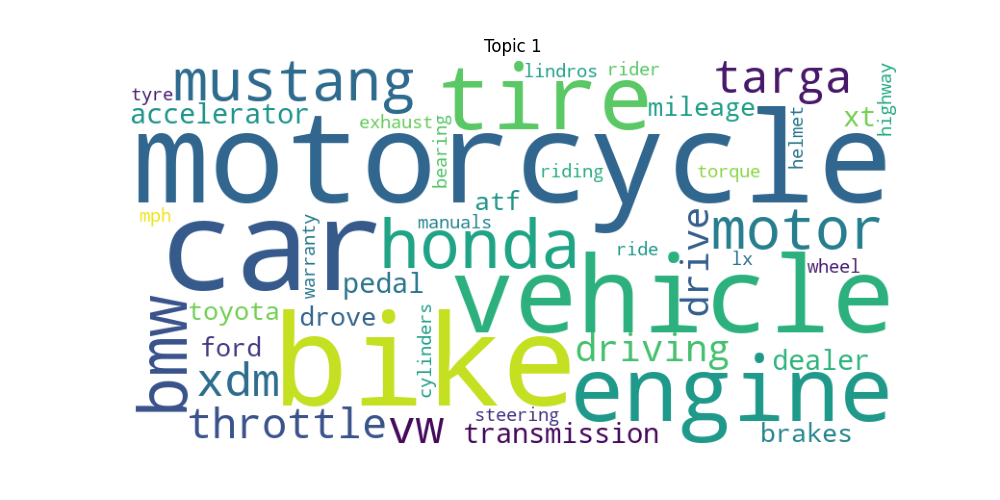 Topic 1
tyre
mustang
tire
lindros
rider
targa
highway
accelerator
exhaust
mileage
xt
motorcycle
bearing
riding
torque
helmet
mph
car
warranty
atf
manuals
honda
ride
drive
motor
lx
wheel
pedal
vehicle
bmw
toyota
drove
ford
xdm
bike
cylinders
driving
dealer
engine
throttle
vw
steering
transmission
brakes